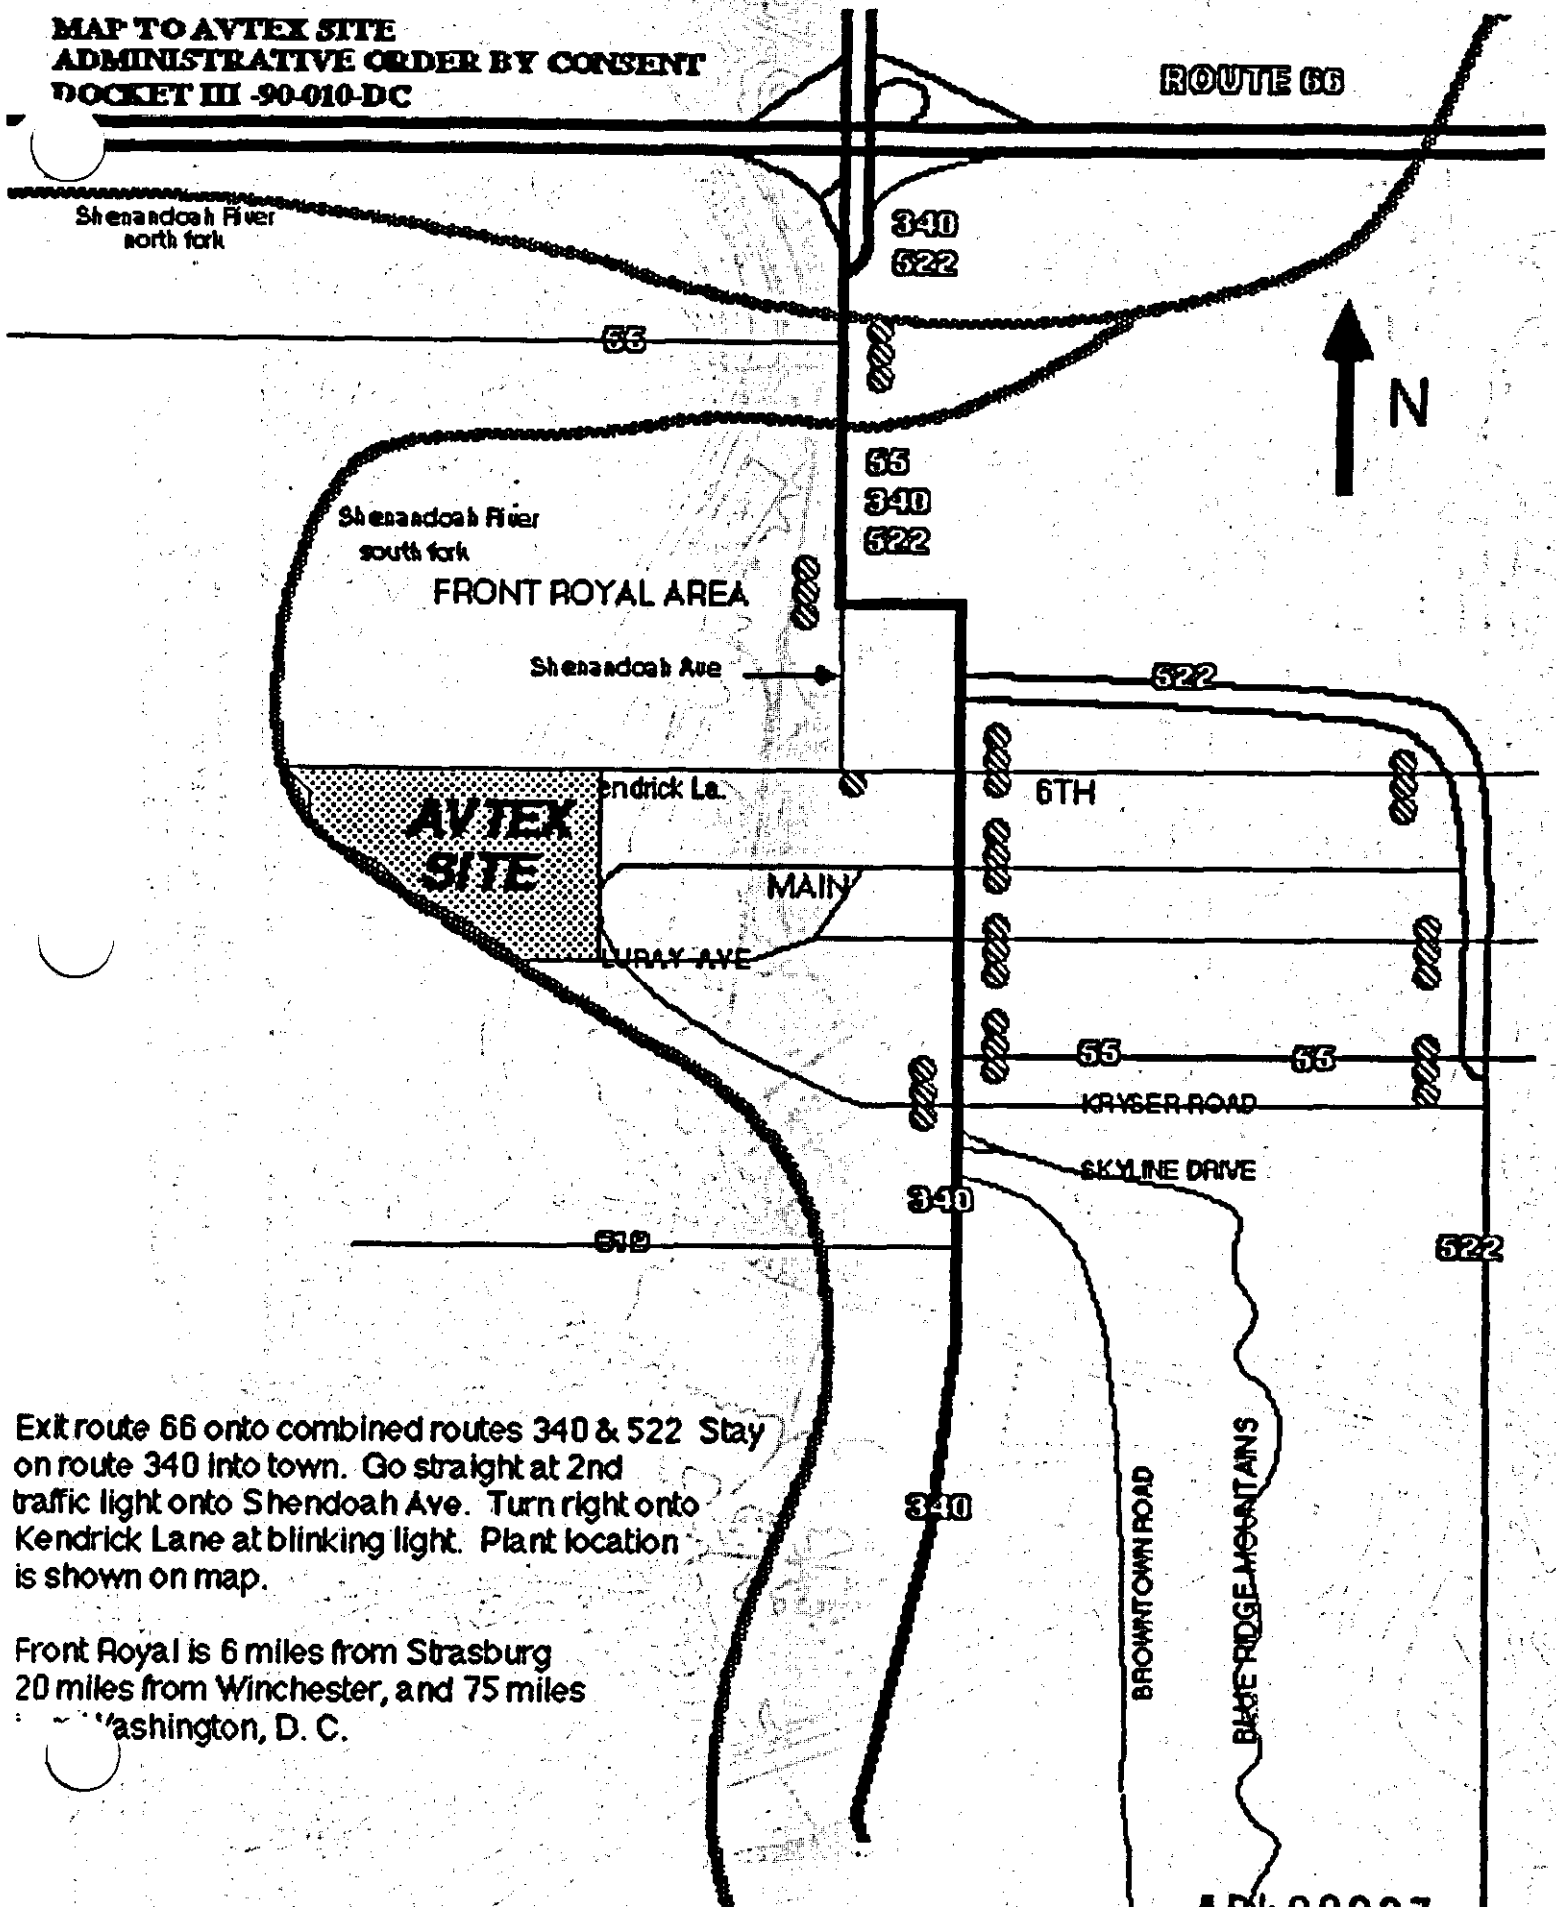 MAP TO AVTEX SITE
ADMINISTRATIVE ORDER BY CONSENT
DOCKET III -90-010-DC
ROUTE 66
Shenandoah River
north fork
340
522
55
N
55
340
522
Shenandoah River
south fork
FRONT ROYAL AREA
Shenandoah Ave
522
endrick La.
6TH
AVTEX
SITE
MAIN
LURAY AVE
55
55
KRYSER ROAD
SKYLINE DRIVE
340
619
522
Exit route 66 onto combined routes 340 & 522 Stay
on route 340 into town. Go straight at 2nd
traffic light onto Shendoah Ave. Turn right onto
Kendrick Lane at blinking light. Plant location
is shown on map.
340
BROWNTOWN ROAD
BLUE RIDGE MOUNTAINS
Front Royal is 6 miles from Strasburg
20 miles from Winchester, and 75 miles
ashington, D. C.